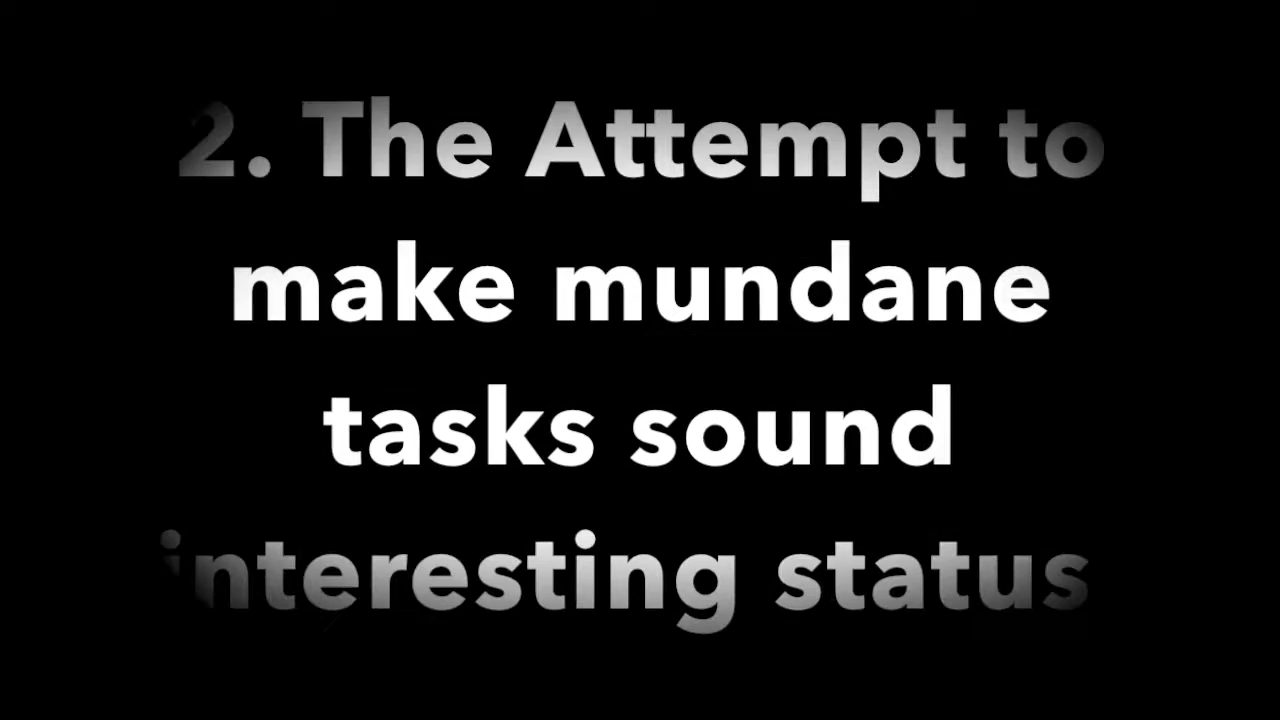 2. The Attempt to
make mundane
tasks sound
interesting status